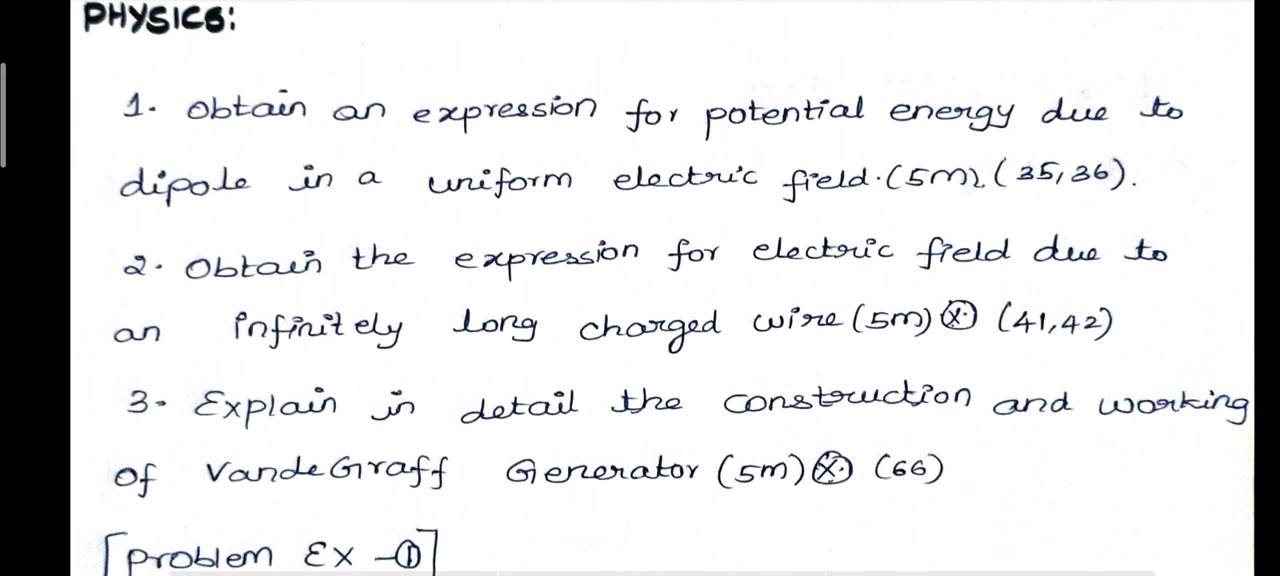 PHYSICS:
1. Obtain an expression for potential energy due to
dipole in a uniform electric field. (5m) (35,36).
2. Obtain the expression for electric field due to
an infinitely long charged wire (5m) ⊗ (41,42)
3. Explain in detail the construction and working
of VandeGraff Generator (5m) ⊗ (66)
[problem Ex -①]